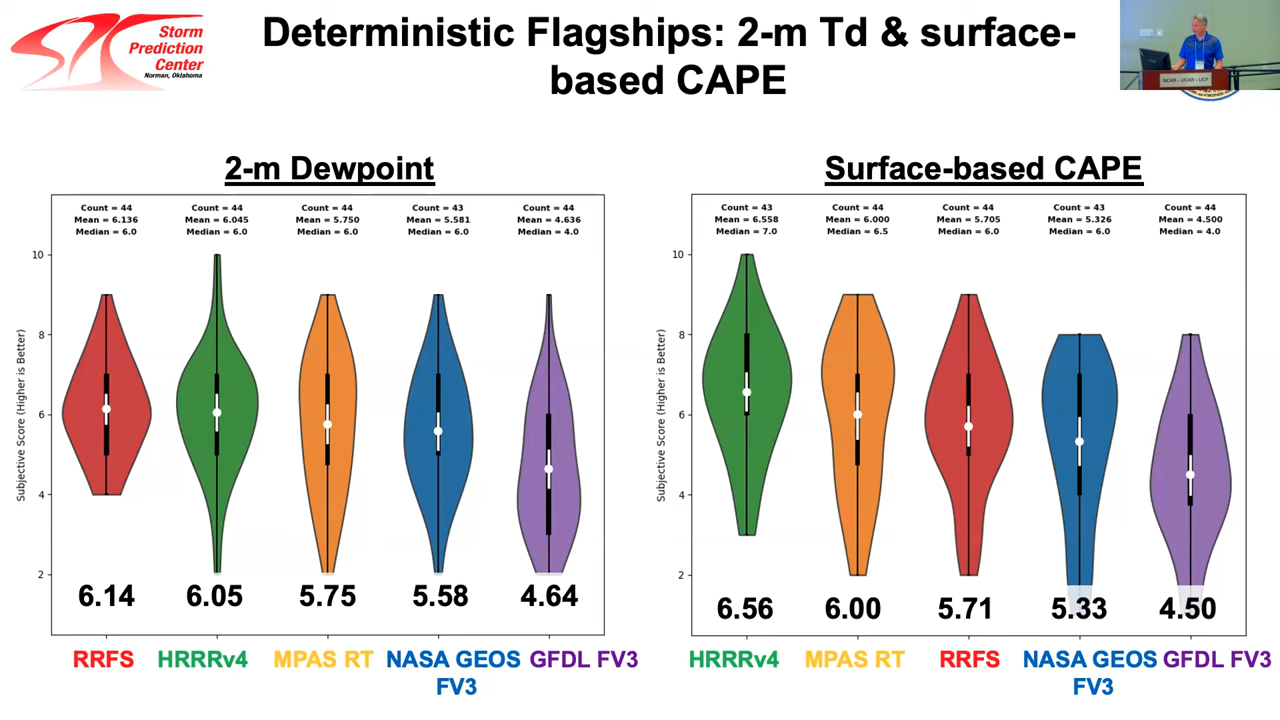 Storm
Prediction
Center
Norman, Oklahoma
Deterministic Flagships: 2-m Td & surface-
based CAPE
NCAR - UCAR - UCP
2-m Dewpoint
Count = 44 Count = 44 Count = 44 Count = 43 Count = 44
Mean = 6.136 Mean = 6.045 Mean = 5.750 Mean = 5.581 Mean = 4.636
Median = 6.0 Median = 6.0 Median = 6.0 Median = 6.0 Median = 4.0
Subjective Score (Higher is Better)
10
8
6
4
2
6.14 6.05 5.75 5.58 4.64
RRFS HRRRv4 MPAS RT NASA GEOS GFDL FV3
FV3
Surface-based CAPE
Count = 43 Count = 44 Count = 44 Count = 43 Count = 44
Mean = 6.558 Mean = 6.000 Mean = 5.705 Mean = 5.326 Mean = 4.500
Median = 7.0 Median = 6.5 Median = 6.0 Median = 6.0 Median = 4.0
Subjective Score (Higher is Better)
10
8
6
4
2
6.56 6.00 5.71 5.33 4.50
HRRRv4 MPAS RT RRFS NASA GEOS GFDL FV3
FV3